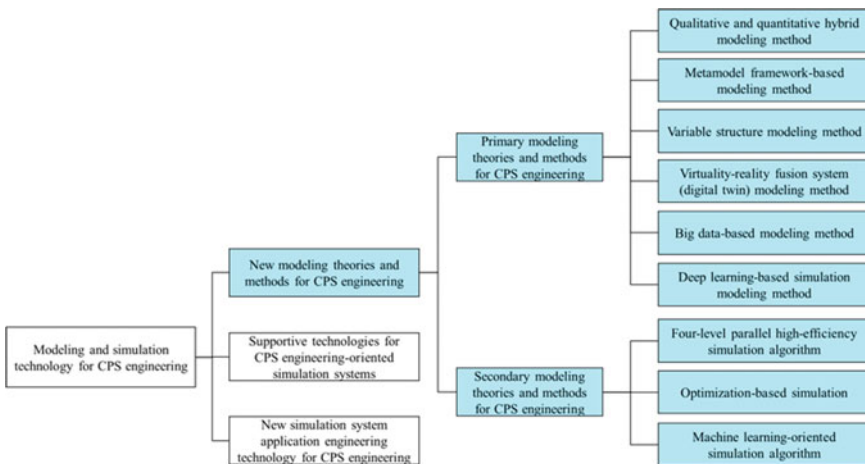 Qualitative and quantitative hybrid
modeling method
Metamodel framework-based
modeling method
Variable structure modeling method
Virtuality-reality fusion system
(digital twin) modeling method
Big data-based modeling method
Deep learning-based simulation
modeling method
Primary modeling
theories and methods
for CPS engineering
New modeling theories and
methods for CPS engineering
Modeling and simulation
technology for CPS engineering
Supportive technologies for
CPS engineering-oriented
simulation systems
New simulation system
application engineering
technology for CPS engineering
Secondary modeling
theories and methods
for CPS engineering
Four-level parallel high-efficiency
simulation algorithm
Optimization-based simulation
Machine learning-oriented
simulation algorithm